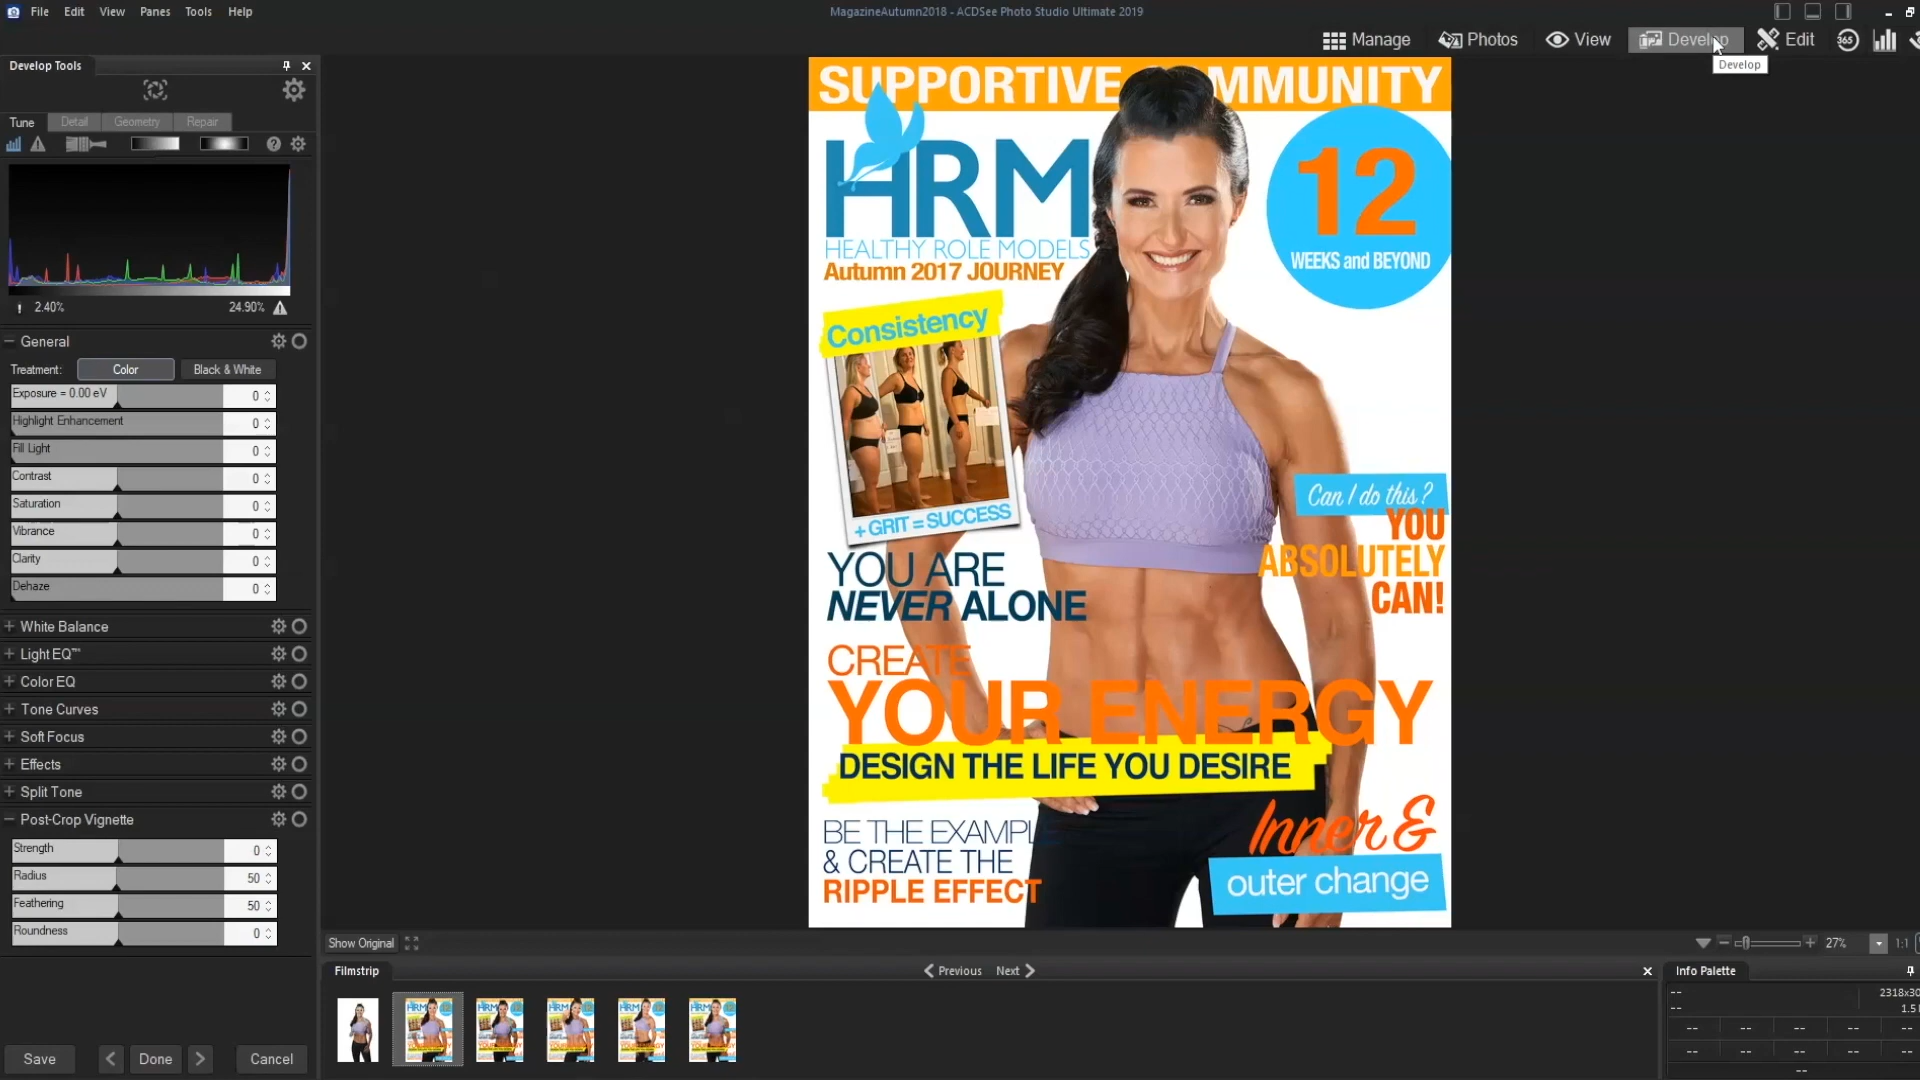 File Edit View Panes Tools Help
MagazineAutumn2018 - ACDSee Photo Studio Ultimate 2019
Manage Photos View Develop Edit 365
Develop
Develop Tools
Tune Detail Geometry Repair
2.40% 24.90%
General
Treatment: Color Black & White
Exposure = 0.00 eV 0
Highlight Enhancement 0
Fill Light 0
Contrast 0
Saturation 0
Vibrance 0
Clarity 0
Dehaze 0
White Balance
Light EQ™
Color EQ
Tone Curves
Soft Focus
Effects
Split Tone
Post-Crop Vignette
Strength 0
Radius 50
Feathering 50
Roundness 0
Save Done Cancel
SUPPORTIVE MMUNITY
HRM
HEALTHY ROLE MODELS
Autumn 2017 JOURNEY
12
WEEKS and BEYOND
Consistency
+ GRIT = SUCCESS
Can I do this?
YOU
ABSOLUTELY
CAN!
YOU ARE
NEVER ALONE
CREATE
YOUR ENERGY
DESIGN THE LIFE YOU DESIRE
BE THE EXAMPLE
& CREATE THE
RIPPLE EFFECT
Inner &
outer change
Show Original
27% 1:1
Filmstrip
Previous Next
Info Palette
--
--
2318x30
1.5
-- -- -- -- --
-- -- -- -- --
--